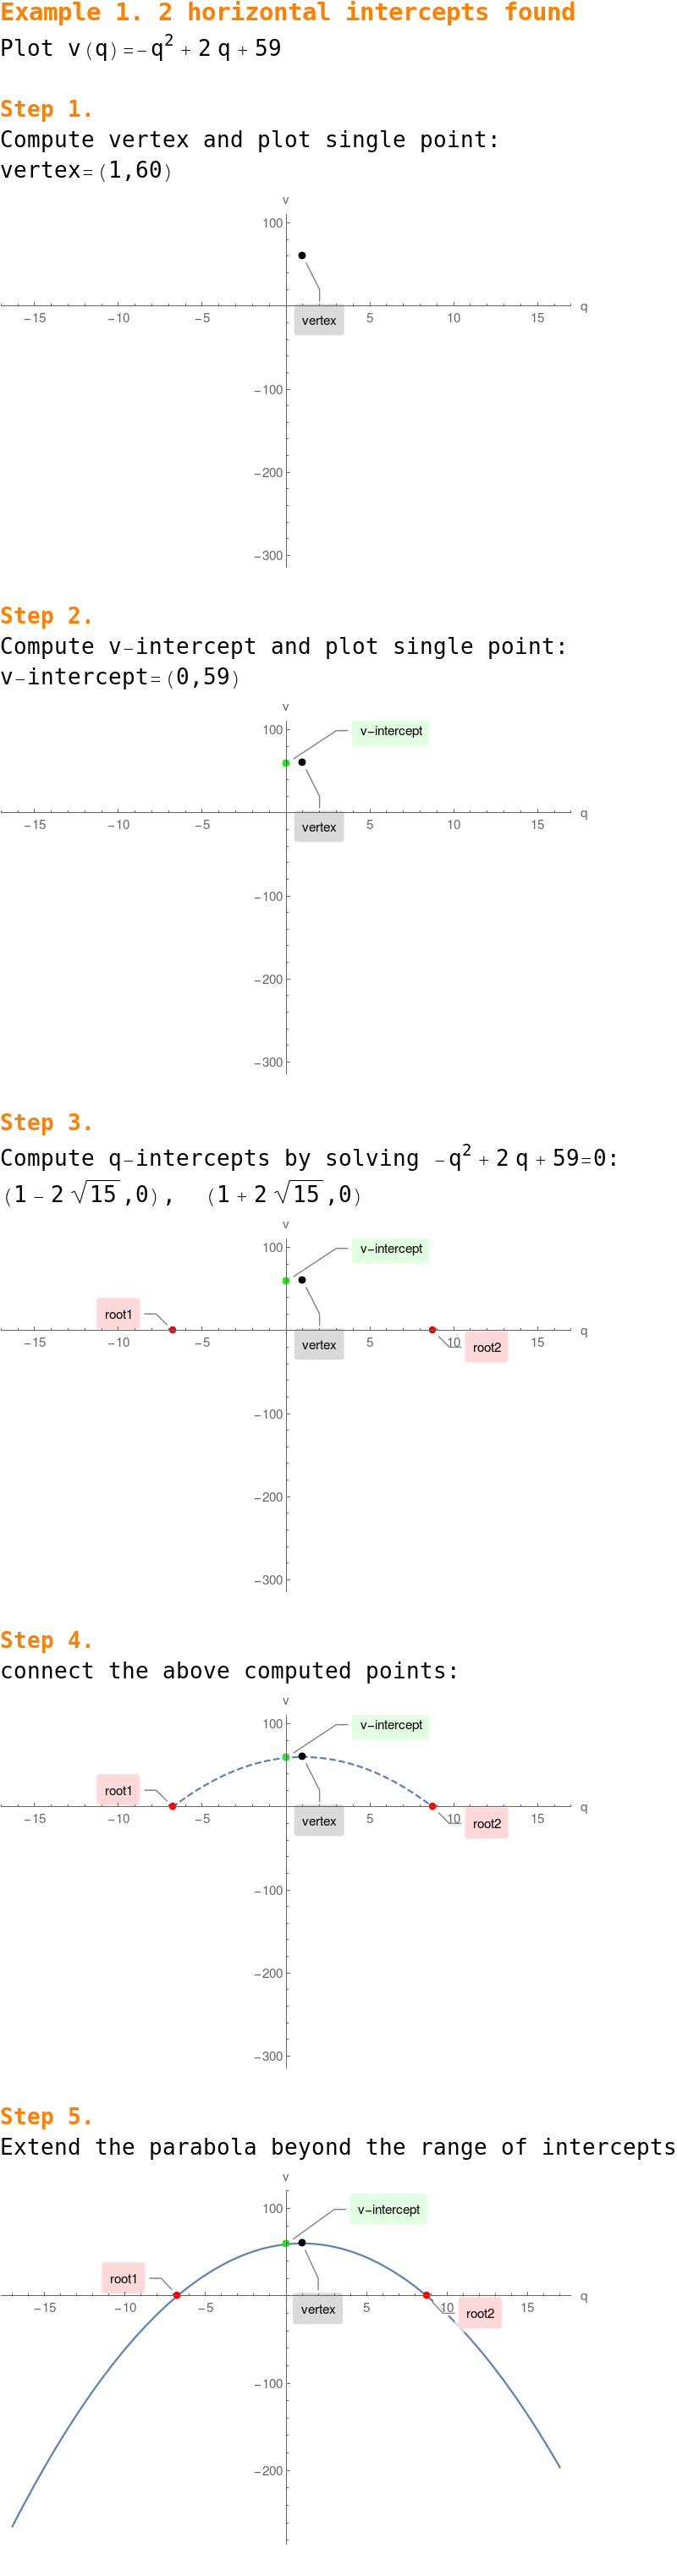 Example 1. 2 horizontal intercepts found
Plot v(q)=-q² + 2 q + 59
Step 1.
Compute vertex and plot single point:
vertex=(1,60)
v
100
vertex
q
-15 -10 -5 5 10 15
-100
-200
-300
Step 2.
Compute v-intercept and plot single point:
v-intercept=(0,59)
v
100
v-intercept
vertex
q
-15 -10 -5 5 10 15
-100
-200
-300
Step 3.
Compute q-intercepts by solving -q² + 2 q + 59=0:
(1 - 2 √15 ,0), (1 + 2 √15 ,0)
v
100
v-intercept
root1
q
-15 -10 -5 vertex 5 10 root2 15
-100
-200
-300
Step 4.
connect the above computed points:
v
100
v-intercept
root1
q
-15 -10 -5 vertex 5 10 root2 15
-100
-200
-300
Step 5.
Extend the parabola beyond the range of intercepts
v
100
v-intercept
root1
q
-15 -10 -5 vertex 5 10 root2 15
-100
-200